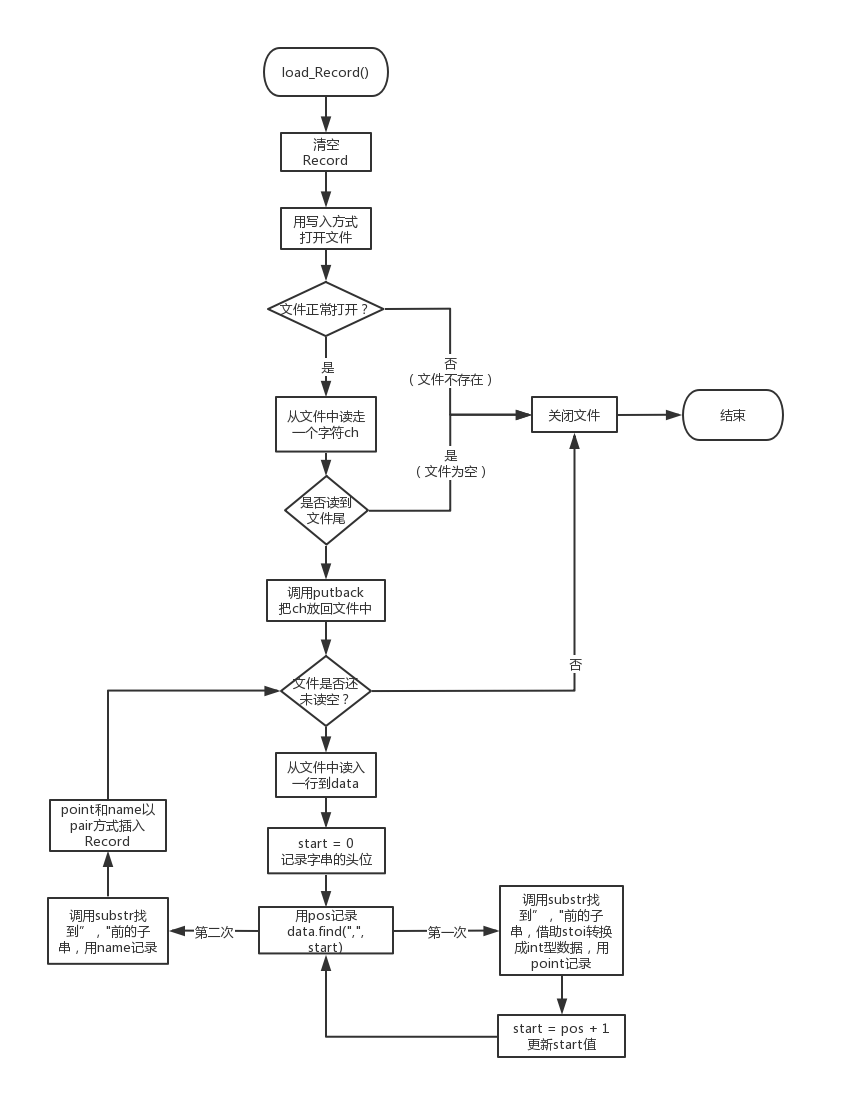 load_Record()
清空
Record
用写入方式
打开文件
文件正常打开？
否
（文件不存在）
是
从文件中读走
一个字符ch
关闭文件
结束
是
（文件为空）
是否读到
文件尾
调用putback
把ch放回文件中
文件是否还
未读空？
否
从文件中读入
一行到data
point和name以
pair方式插入
Record
start = 0
记录字串的头位
调用substr找
到”，"前的子
串，用name记录
第二次
用pos记录
data.find(",",
start)
第一次
调用substr找
到”，"前的子
串，借助stoi转换
成int型数据，用
point记录
start = pos + 1
更新start值